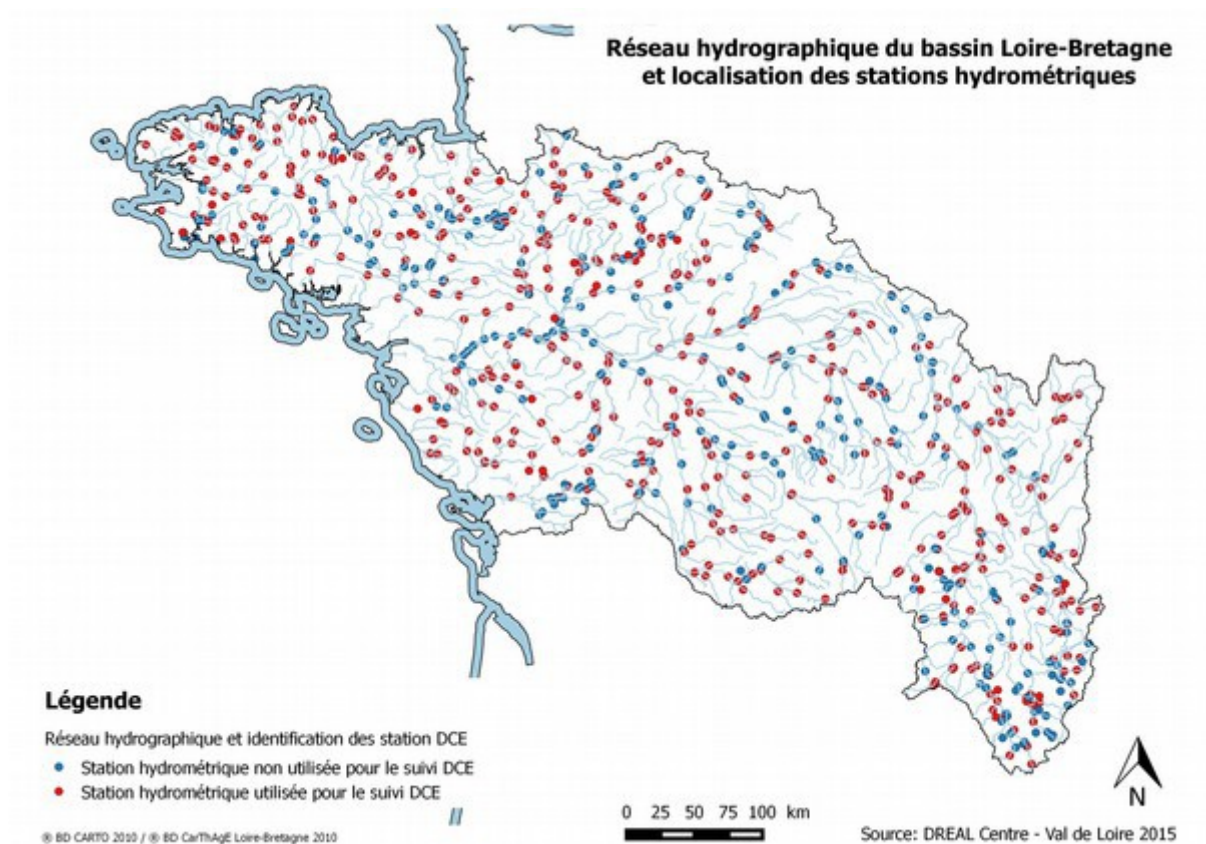 Réseau hydrographique du bassin Loire-Bretagne
et localisation des stations hydrométriques
Légende
Réseau hydrographique et identification des station DCE
Station hydrométrique non utilisée pour le suivi DCE
Station hydrométrique utilisée pour le suivi DCE
® BD CARTO 2010 / ® BD CarThAgE Loire-Bretagne 2010
0 25 50 75 100 km
N
Source: DREAL Centre - Val de Loire 2015